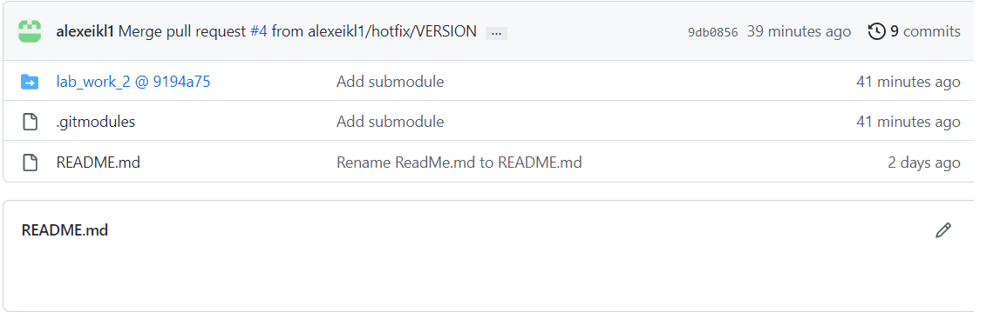 alexeikl1 Merge pull request #4 from alexeikl1/hotfix/VERSION ... 9db0856 39 minutes ago 9 commits
lab_work_2 @ 9194a75 Add submodule 41 minutes ago
.gitmodules Add submodule 41 minutes ago
README.md Rename ReadMe.md to README.md 2 days ago
README.md